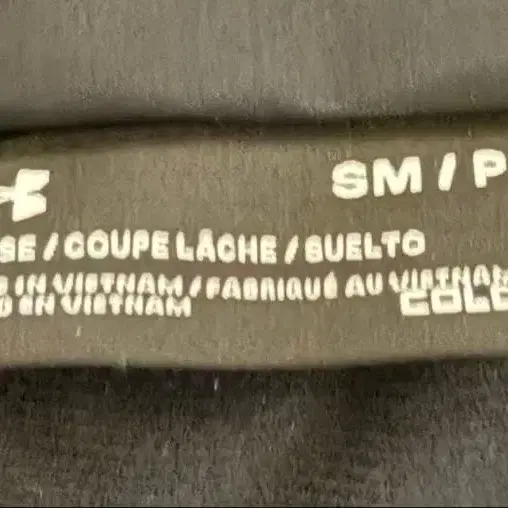 SM / P
SE / COUPE LÂCHE / SUELTO
IN VIETNAM / FABRIQUÉ AU VIETNAM
EN VIETNAM
COLD